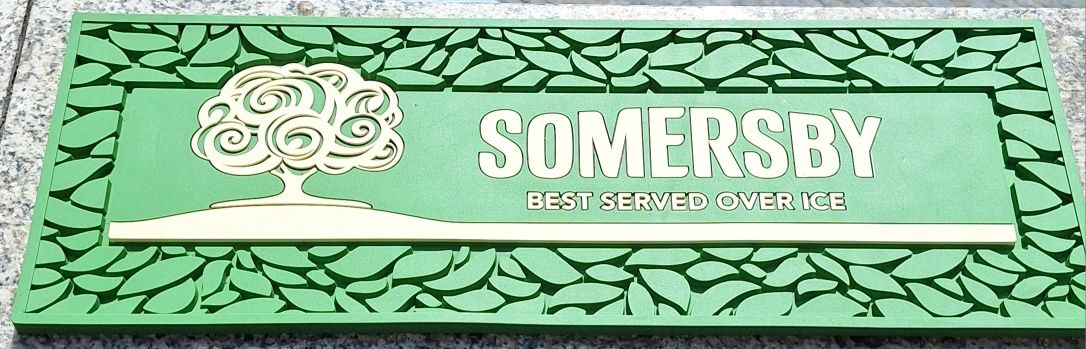 SOMERSBY
BEST SERVED OVER ICE